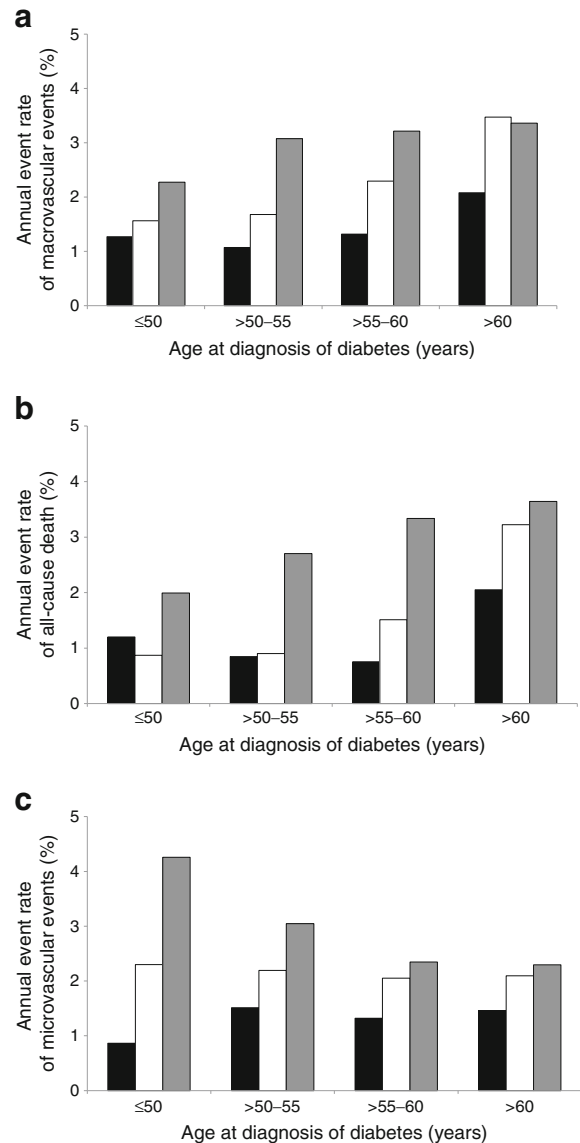 a
Annual event rate
of macrovascular events (%)
5
4
3
2
1
0
≤50 >50–55 >55–60 >60
Age at diagnosis of diabetes (years)
b
Annual event rate
of all-cause death (%)
5
4
3
2
1
0
≤50 >50–55 >55–60 >60
Age at diagnosis of diabetes (years)
c
Annual event rate
of microvascular events (%)
5
4
3
2
1
0
≤50 >50–55 >55–60 >60
Age at diagnosis of diabetes (years)